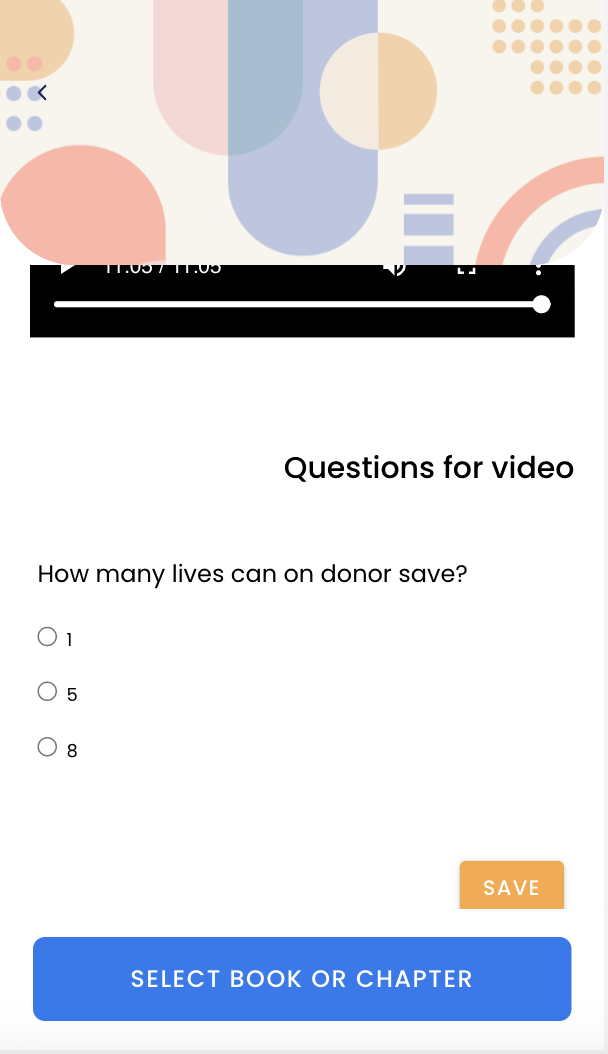 11:05 / 11:05
Questions for video
How many lives can on donor save?
1
5
8
SAVE
SELECT BOOK OR CHAPTER